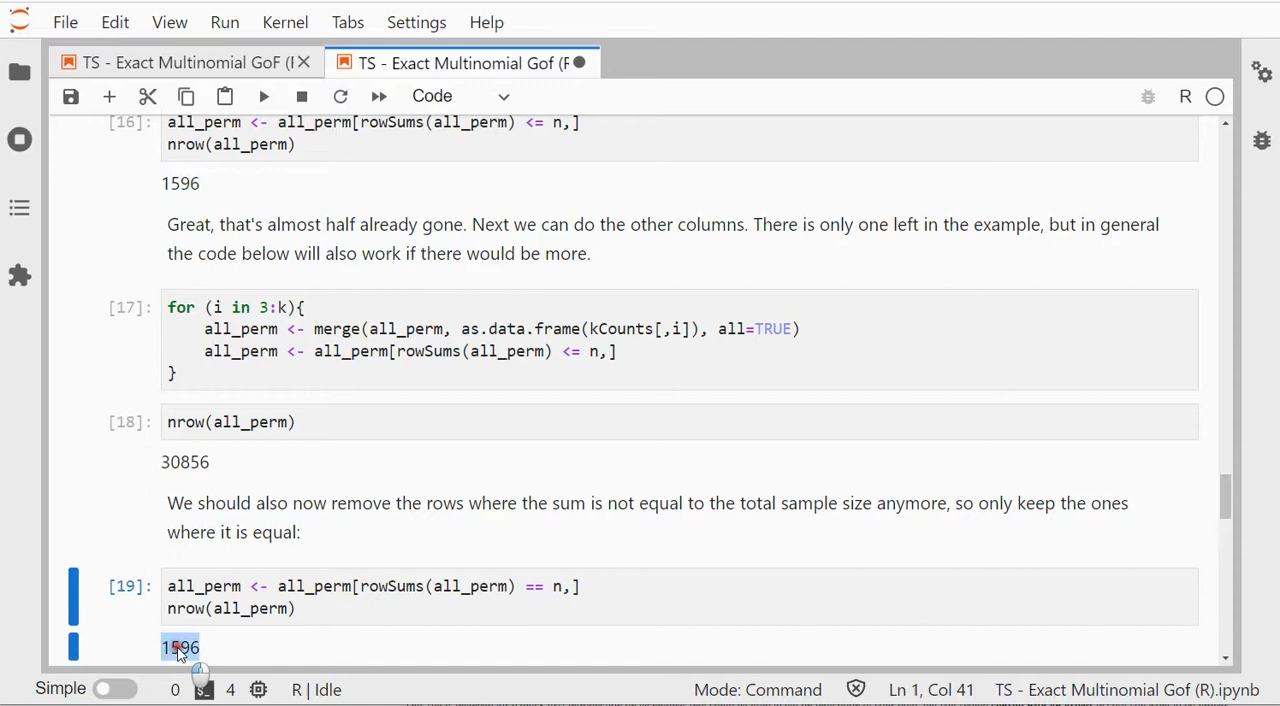 File Edit View Run Kernel Tabs Settings Help
TS - Exact Multinomial GoF (I
TS - Exact Multinomial Gof (F
Code
R
[16]: all_perm <- all_perm[rowSums(all_perm) <= n,]
nrow(all_perm)
1596
Great, that's almost half already gone. Next we can do the other columns. There is only one left in the example, but in general
the code below will also work if there would be more.
[17]: for (i in 3:k){
all_perm <- merge(all_perm, as.data.frame(kCounts[,i]), all=TRUE)
all_perm <- all_perm[rowSums(all_perm) <= n,]
}
[18]: nrow(all_perm)
30856
We should also now remove the rows where the sum is not equal to the total sample size anymore, so only keep the ones
where it is equal:
[19]: all_perm <- all_perm[rowSums(all_perm) == n,]
nrow(all_perm)
1596
Simple 0 4 R | Idle Mode: Command Ln 1, Col 41 TS - Exact Multinomial Gof (R).ipynb